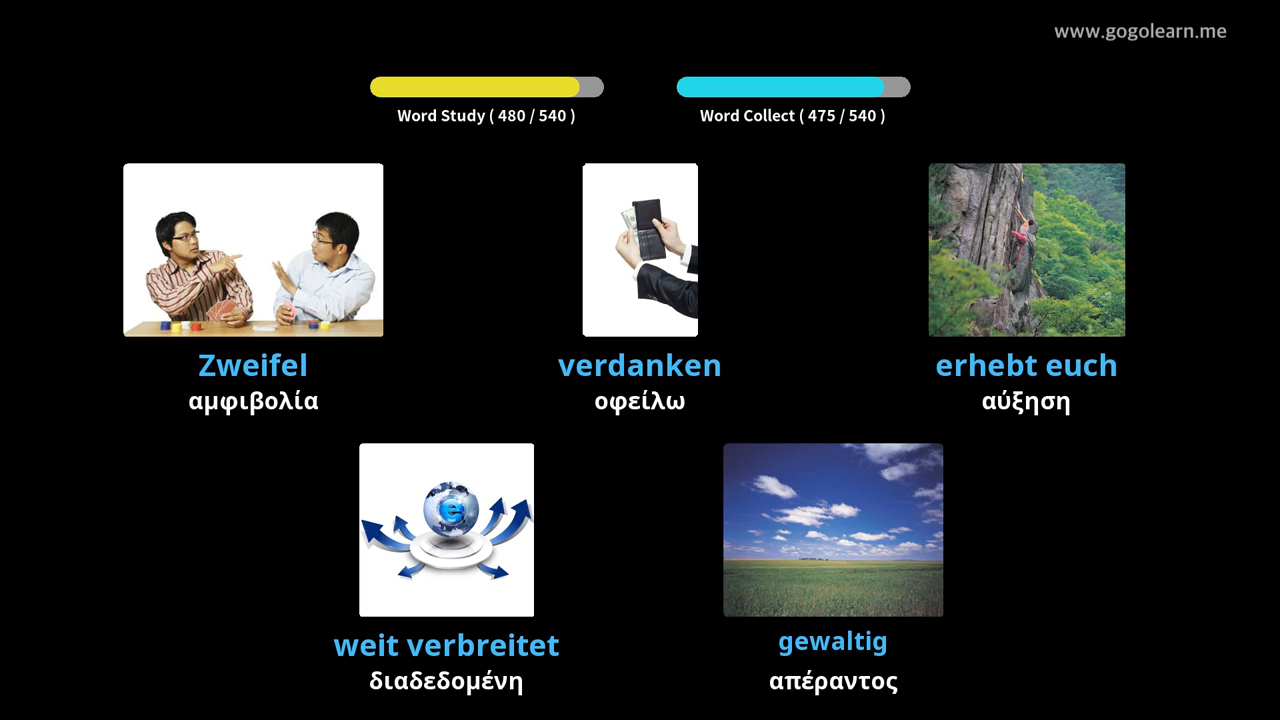 www.gogolearn.me
Word Study ( 480 / 540 )
Word Collect ( 475 / 540 )
Zweifel
αμφιβολία
verdanken
οφείλω
erhebt euch
αύξηση
e
weit verbreitet
διαδεδομένη
gewaltig
απέραντος